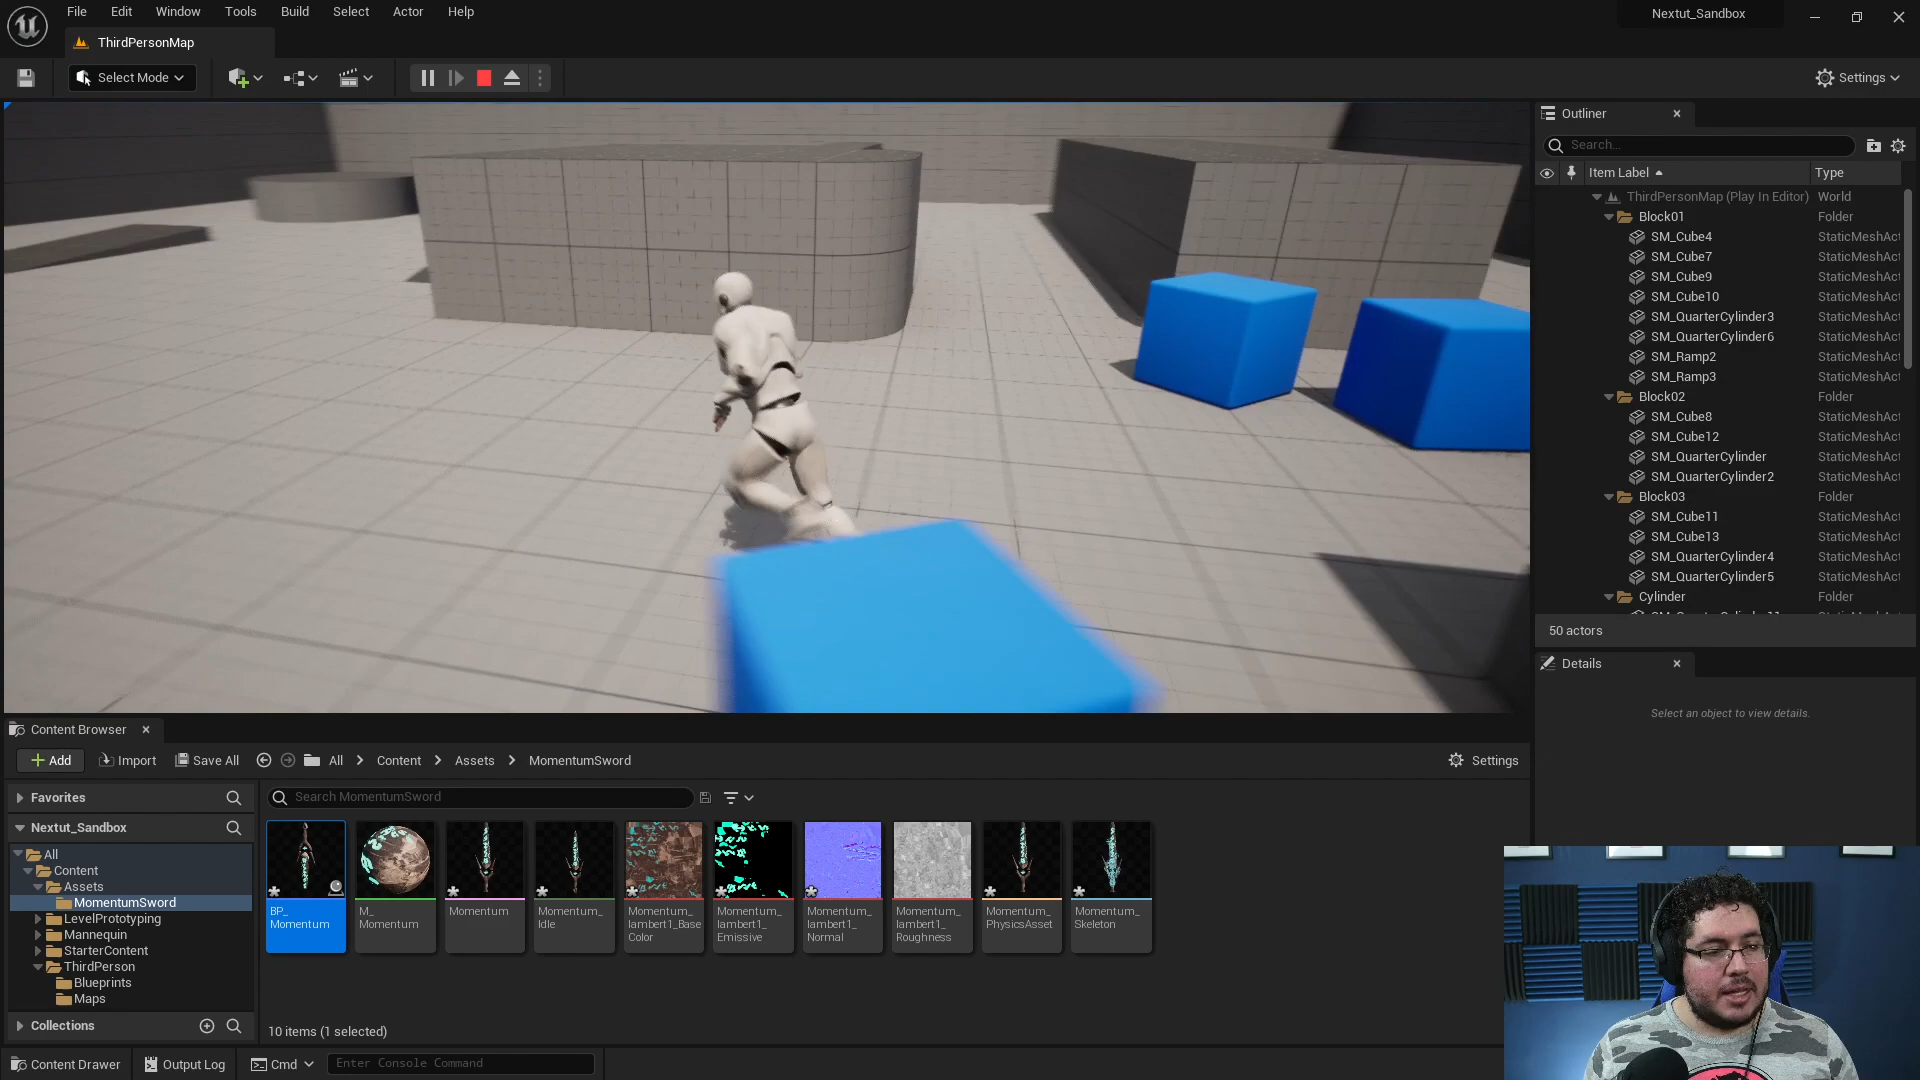 File Edit Window Tools Build Select Actor Help
Nextut_Sandbox
ThirdPersonMap
Select Mode
Settings
Outliner
Search...
Item Label Type
ThirdPersonMap (Play In Editor) World
Block01 Folder
SM_Cube4 StaticMeshAct
SM_Cube7 StaticMeshAct
SM_Cube9 StaticMeshAct
SM_Cube10 StaticMeshAct
SM_QuarterCylinder3 StaticMeshAct
SM_QuarterCylinder6 StaticMeshAct
SM_Ramp2 StaticMeshAct
SM_Ramp3 StaticMeshAct
Block02 Folder
SM_Cube8 StaticMeshAct
SM_Cube12 StaticMeshAct
SM_QuarterCylinder StaticMeshAct
SM_QuarterCylinder2 StaticMeshAct
Block03 Folder
SM_Cube11 StaticMeshAct
SM_Cube13 StaticMeshAct
SM_QuarterCylinder4 StaticMeshAct
SM_QuarterCylinder5 StaticMeshAct
Cylinder Folder
50 actors
Details
Select an object to view details.
Content Browser
Add Import Save All All Content Assets MomentumSword Settings
Favorites
Search MomentumSword
Nextut_Sandbox
All
Content
Assets
MomentumSword
LevelPrototyping
Mannequin
StarterContent
ThirdPerson
Blueprints
Maps
Collections
BP_
Momentum
M_
Momentum
Momentum
Momentum_
Idle
Momentum_
lambert1_Base
Color
Momentum_
lambert1_
Emissive
Momentum_
lambert1_
Normal
Momentum_
lambert1_
Roughness
Momentum_
PhysicsAsset
Momentum_
Skeleton
10 items (1 selected)
Content Drawer Output Log Cmd Enter Console Command